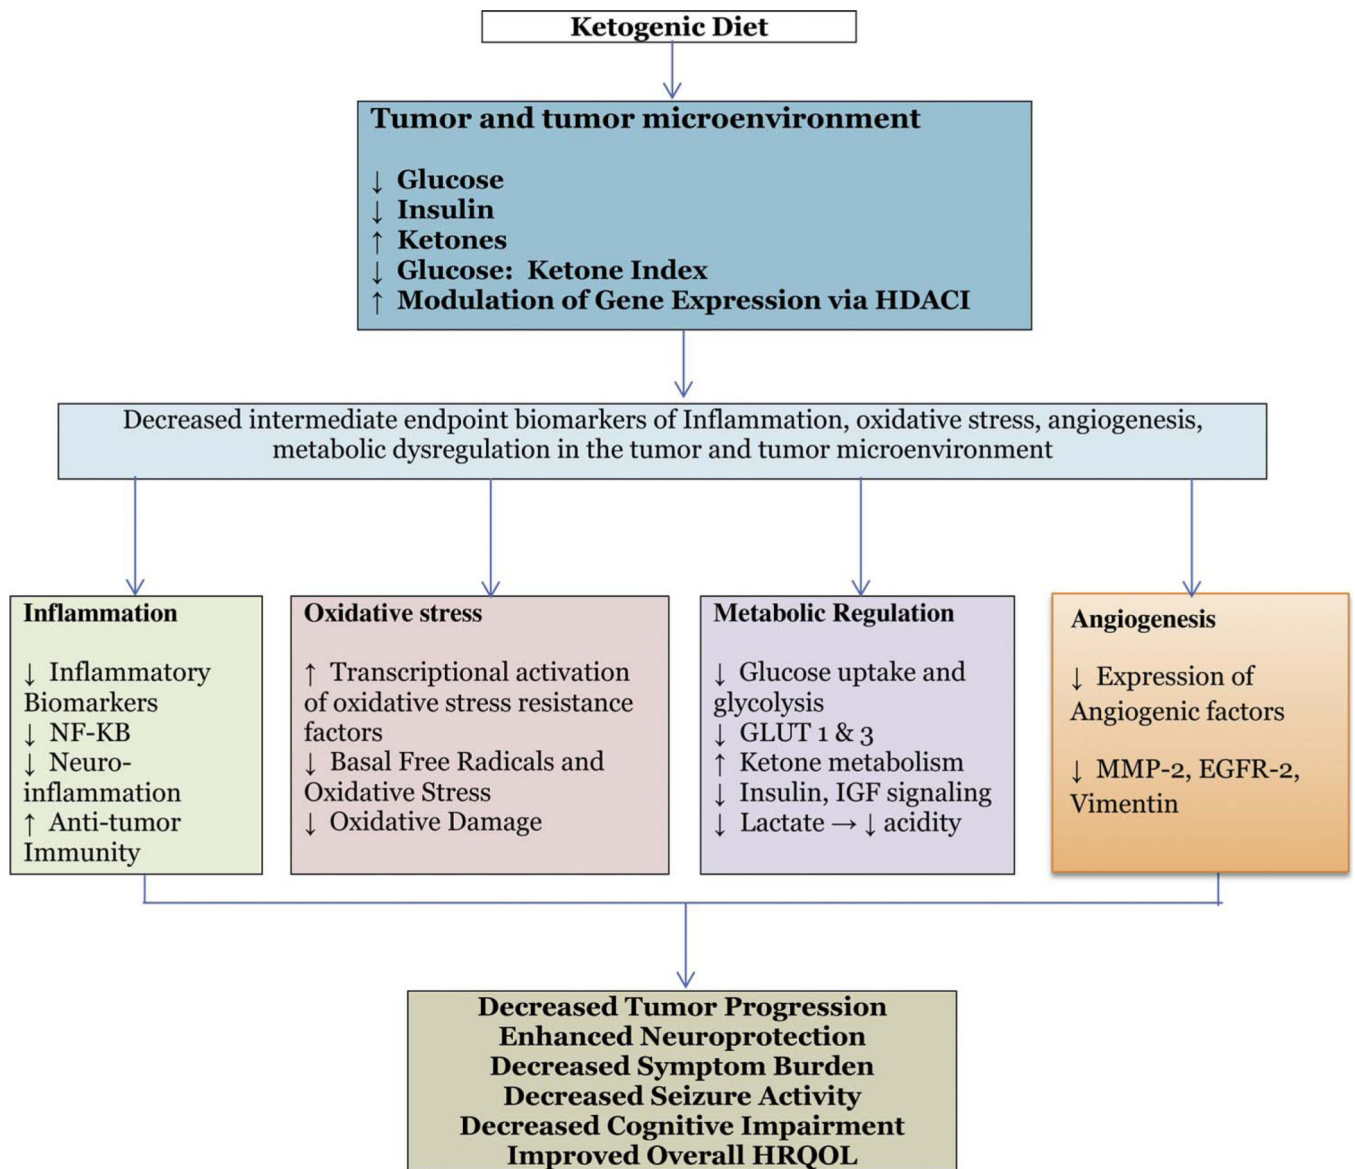 Ketogenic Diet
Tumor and tumor microenvironment
↓ Glucose
↓ Insulin
↑ Ketones
↓ Glucose: Ketone Index
↑ Modulation of Gene Expression via HDACI
Decreased intermediate endpoint biomarkers of Inflammation, oxidative stress, angiogenesis,
metabolic dysregulation in the tumor and tumor microenvironment
Inflammation
↓ Inflammatory
Biomarkers
↓ NF-KB
↓ Neuro-
inflammation
↑ Anti-tumor
Immunity
Oxidative stress
↑ Transcriptional activation
of oxidative stress resistance
factors
↓ Basal Free Radicals and
Oxidative Stress
↓ Oxidative Damage
Metabolic Regulation
↓ Glucose uptake and
glycolysis
↓ GLUT 1 & 3
↑ Ketone metabolism
↓ Insulin, IGF signaling
↓ Lactate → ↓ acidity
Angiogenesis
↓ Expression of
Angiogenic factors
↓ MMP-2, EGFR-2,
Vimentin
Decreased Tumor Progression
Enhanced Neuroprotection
Decreased Symptom Burden
Decreased Seizure Activity
Decreased Cognitive Impairment
Improved Overall HRQOL